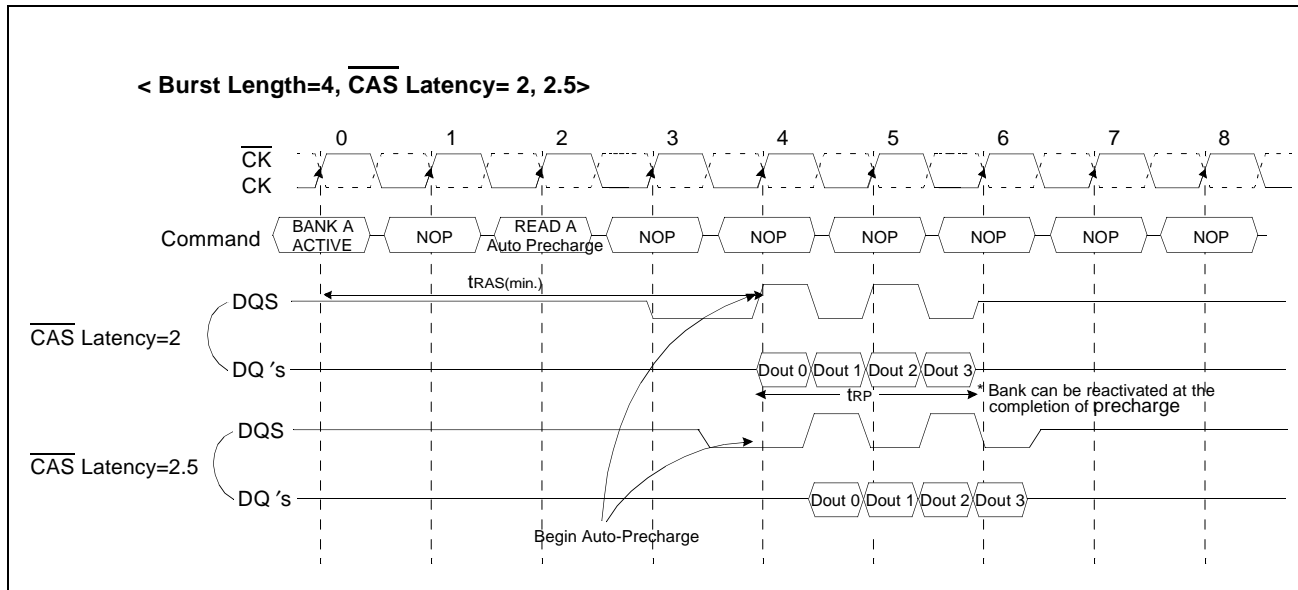 < Burst Length=4, CAS Latency= 2, 2.5>
0 1 2 3 4 5 6 7 8
CK
CK
Command
BANK A
ACTIVE
NOP
READ A
Auto Precharge
NOP
NOP
NOP
NOP
NOP
NOP
tRAS(min.)
DQS
CAS Latency=2
DQ ′s
Dout 0 Dout 1 Dout 2 Dout 3
tRP
* Bank can be reactivated at the
completion of precharge
DQS
CAS Latency=2.5
DQ ′s
Dout 0 Dout 1 Dout 2 Dout 3
Begin Auto-Precharge